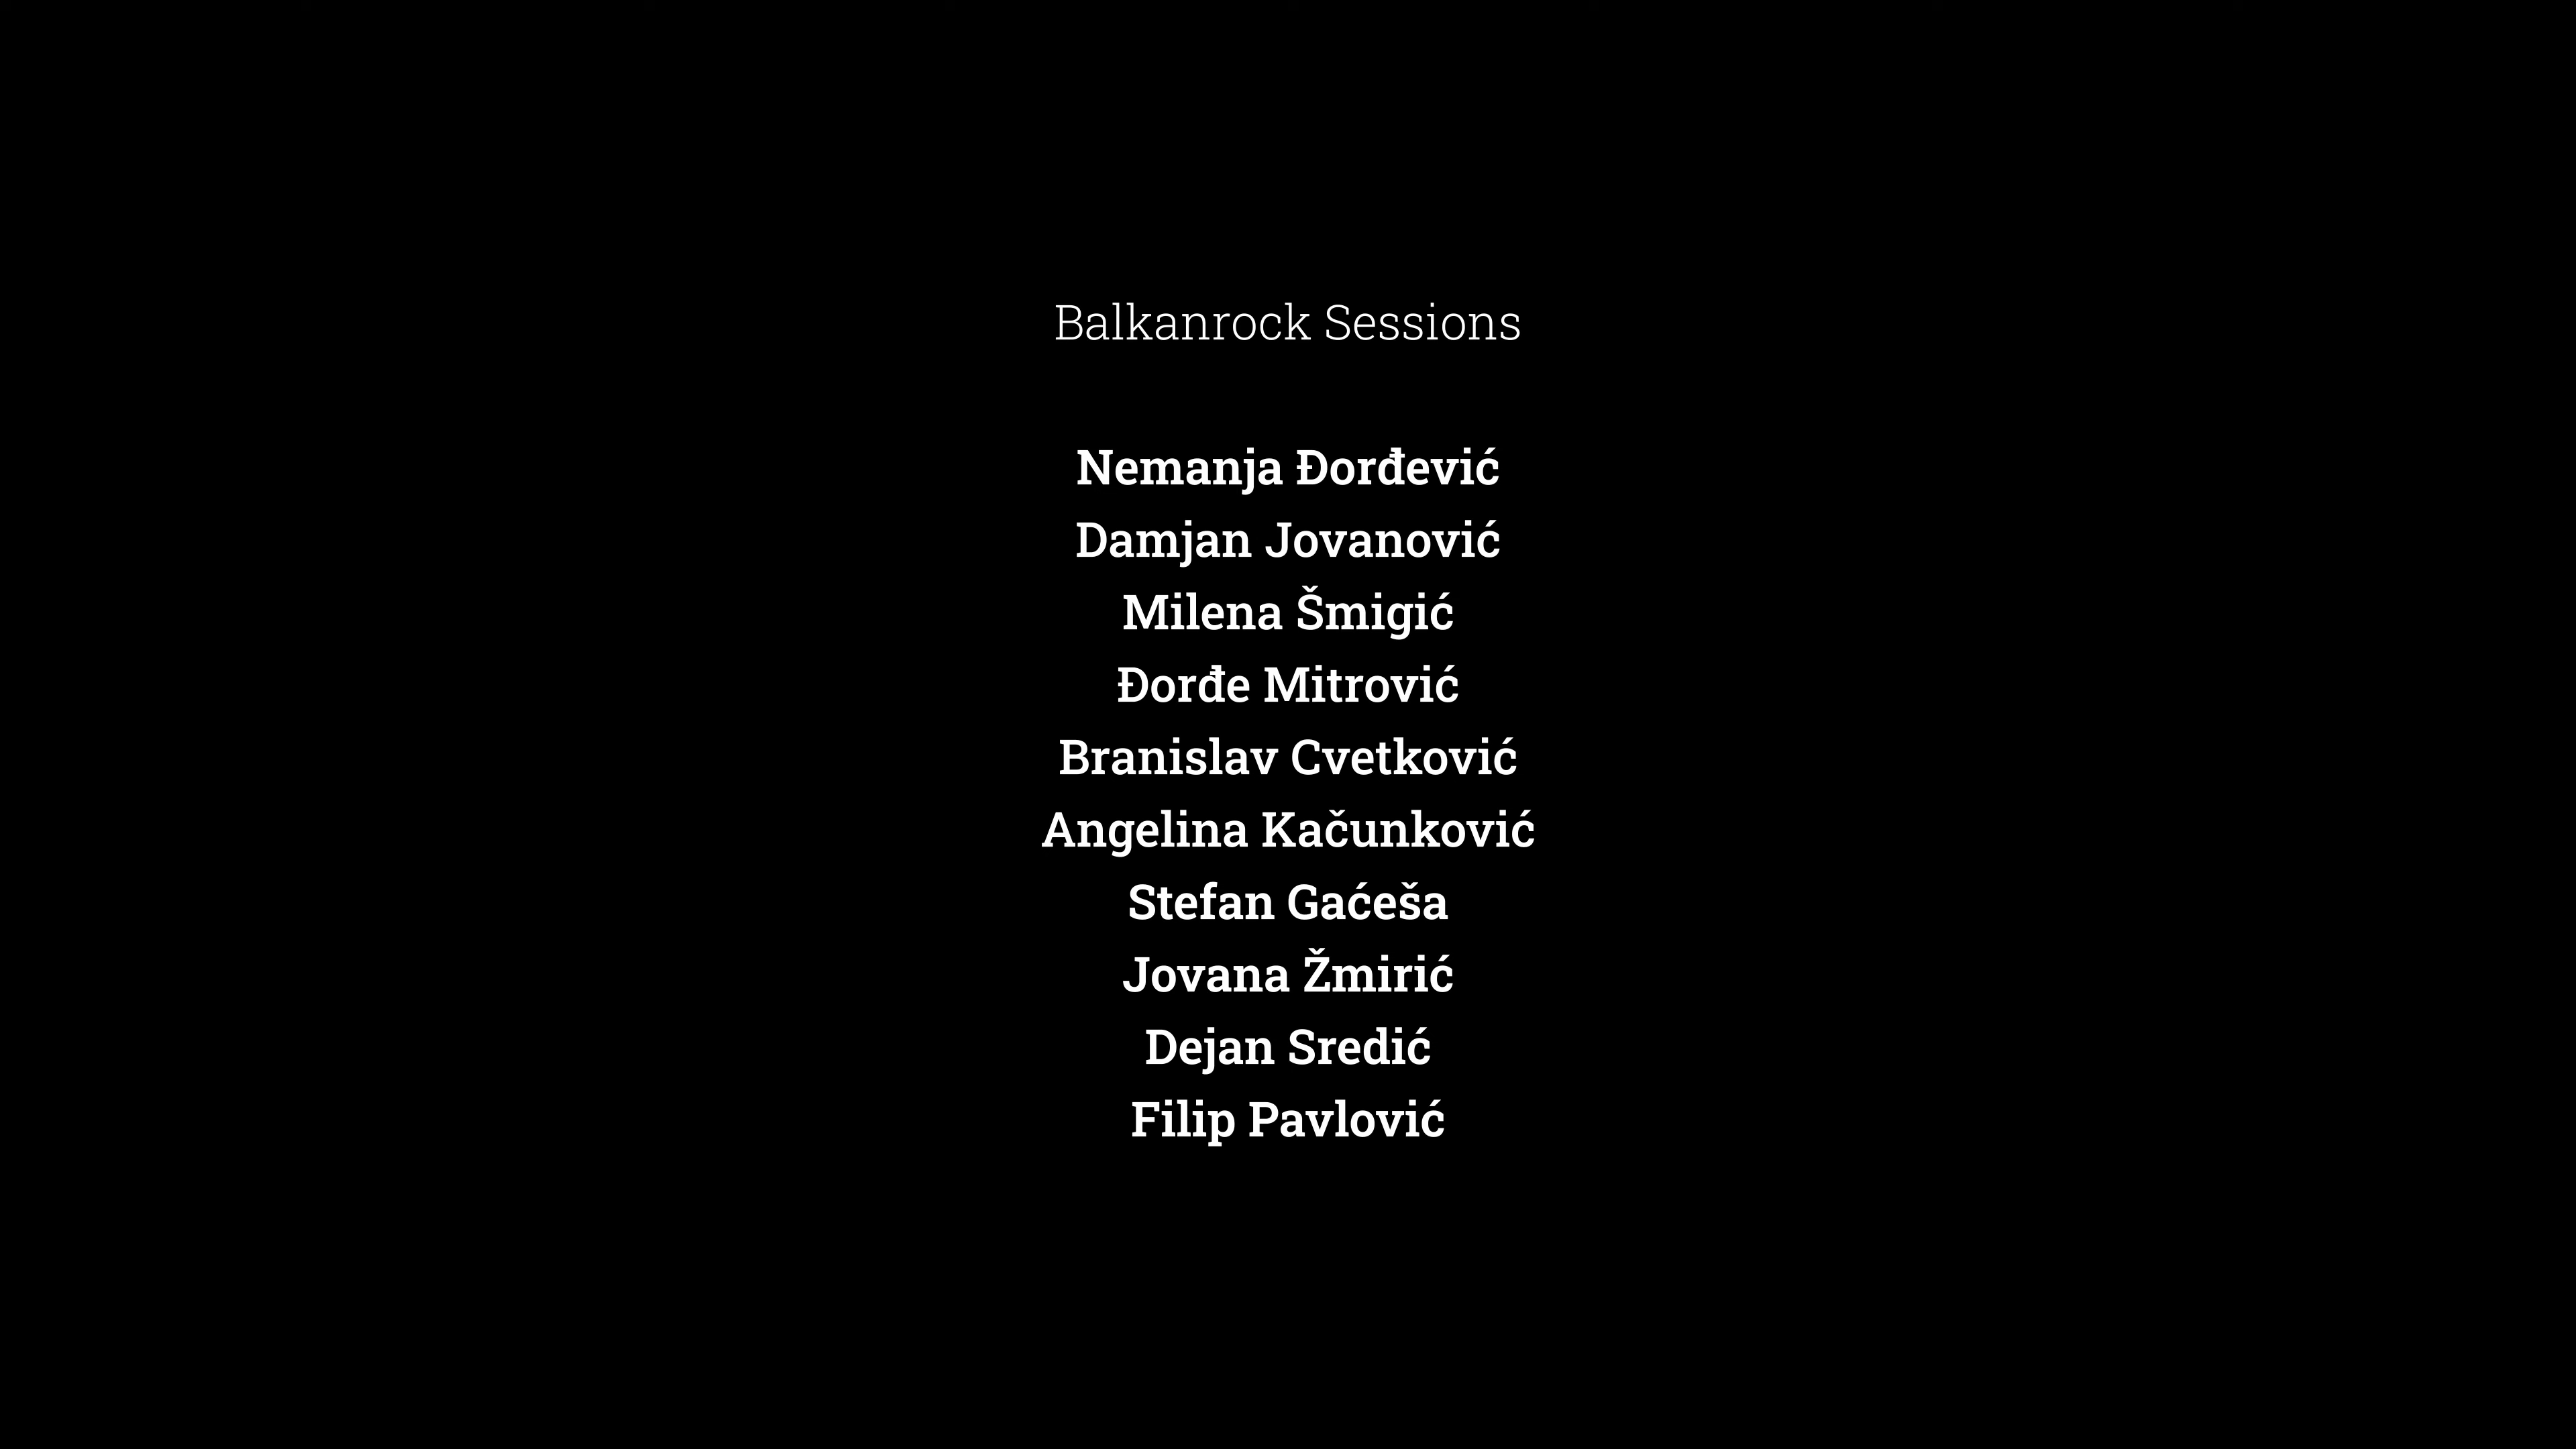 Balkanrock Sessions
Nemanja Đorđević
Damjan Jovanović
Milena Šmigić
Đorđe Mitrović
Branislav Cvetković
Angelina Kačunković
Stefan Gaćeša
Jovana Žmirić
Dejan Sredić
Filip Pavlović